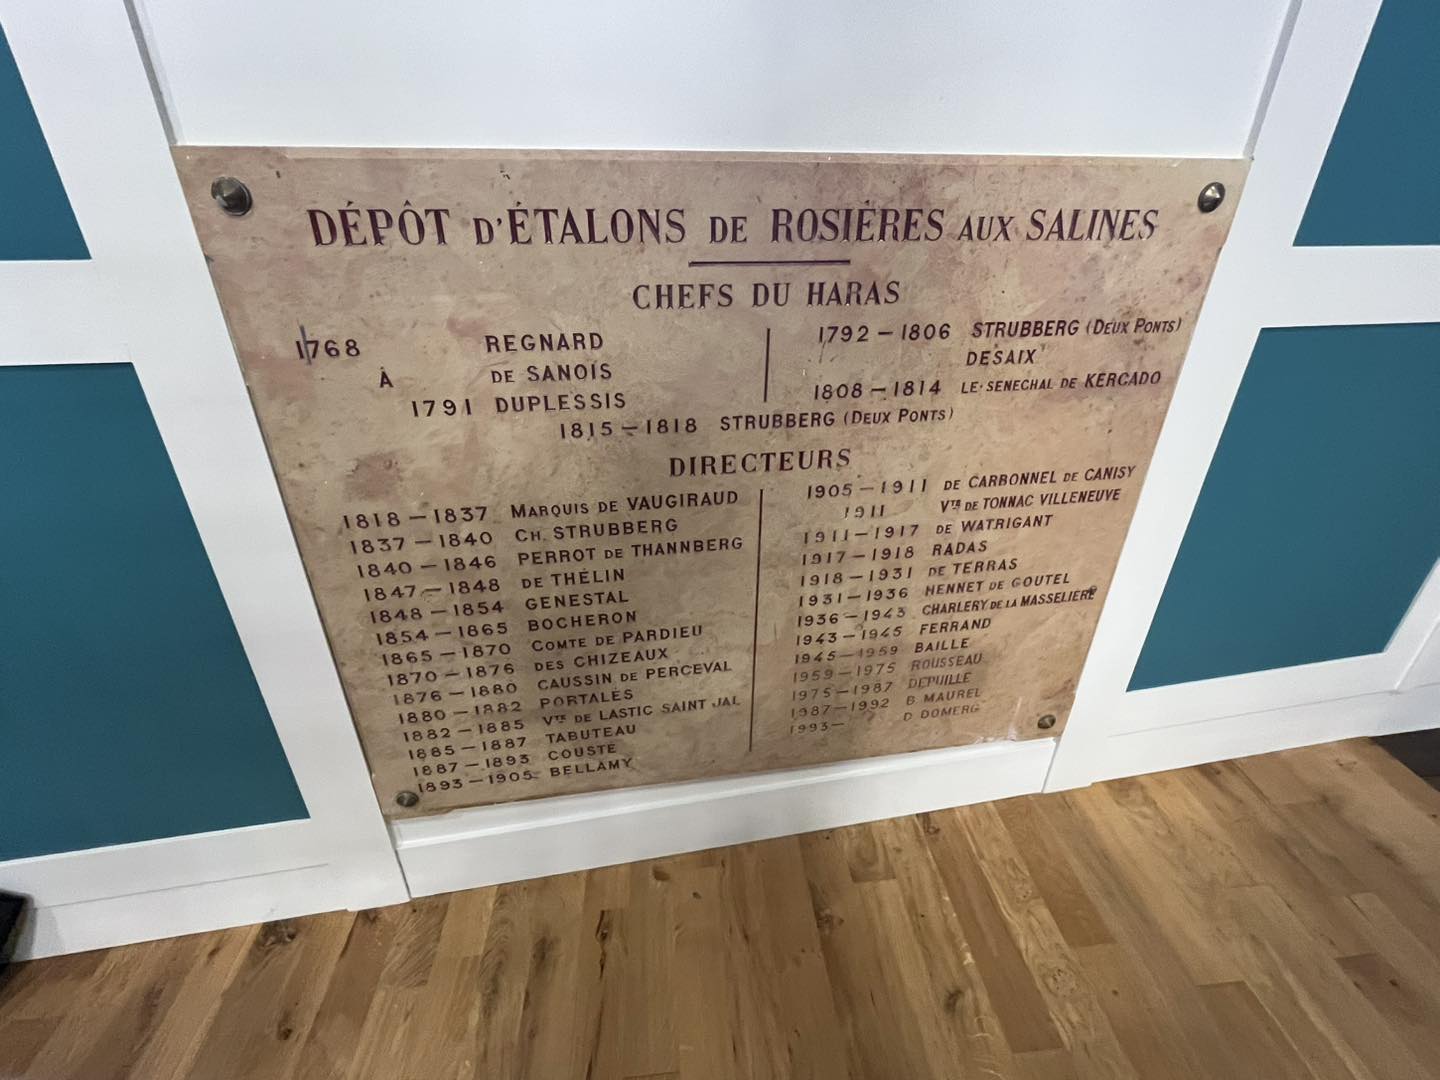 DÉPÔT D'ÉTALONS DE ROSIÈRES AUX SALINES
CHEFS DU HARAS
1768 REGNARD
À DE SANOIS
1791 DUPLESSIS
1792 – 1806 STRUBBERG (DEUX PONTS)
DESAIX
1808 – 1814 LE SENECHAL DE KERCADO
1815 – 1818 STRUBBERG (DEUX PONTS)
DIRECTEURS
1818 – 1837 MARQUIS DE VAUGIRAUD
1837 – 1840 CH. STRUBBERG
1840 – 1846 PERROT DE THANNBERG
1847 – 1848 DE THÉLIN
1848 – 1854 GENESTAL
1854 – 1865 BOCHERON
1865 – 1870 COMTE DE PARDIEU
1870 – 1876 DES CHIZEAUX
1876 – 1880 CAUSSIN DE PERCEVAL
1880 – 1882 PORTALÉS
1882 – 1885 VTE DE LASTIC SAINT JAL
1885 – 1887 TABUTEAU
1887 – 1893 COUSTÉ
1893 – 1905 BELLAMY
1905 – 1911 DE CARBONNEL DE CANISY
1911 VTE DE TONNAC VILLENEUVE
1911 – 1917 DE WATRIGANT
1917 – 1918 RADAS
1918 – 1931 DE TERRAS
1931 – 1936 HENNET DE GOUTEL
1936 – 1943 CHARLERY DE LA MASSELIÈRE
1943 – 1945 FERRAND
1945 – 1959 BAILLE
1959 – 1975 ROUSSEAU
1975 – 1987 DEPUILLE
1987 – 1992 B MAUREL
1993 – D DOMERG